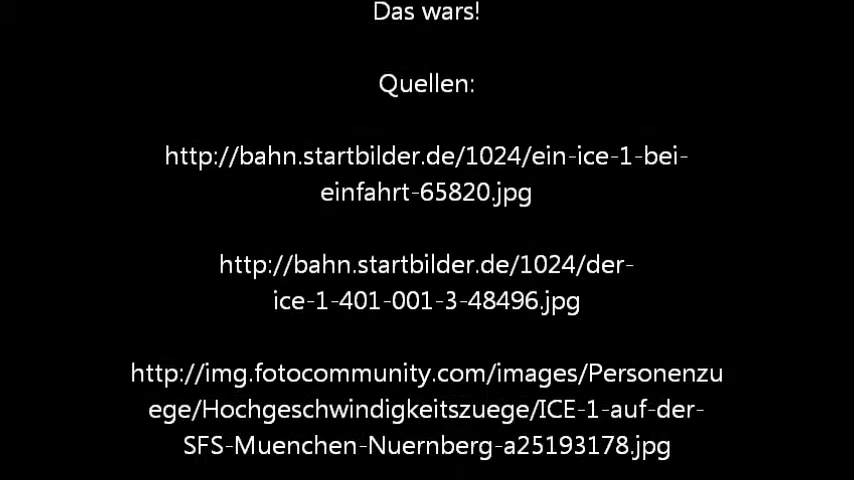 Das wars!
Quellen:
http://bahn.startbilder.de/1024/ein-ice-1-bei-
einfahrt-65820.jpg
http://bahn.startbilder.de/1024/der-
ice-1-401-001-3-48496.jpg
http://img.fotocommunity.com/images/Personenzu
ege/Hochgeschwindigkeitszuege/ICE-1-auf-der-
SFS-Muenchen-Nuernberg-a25193178.jpg